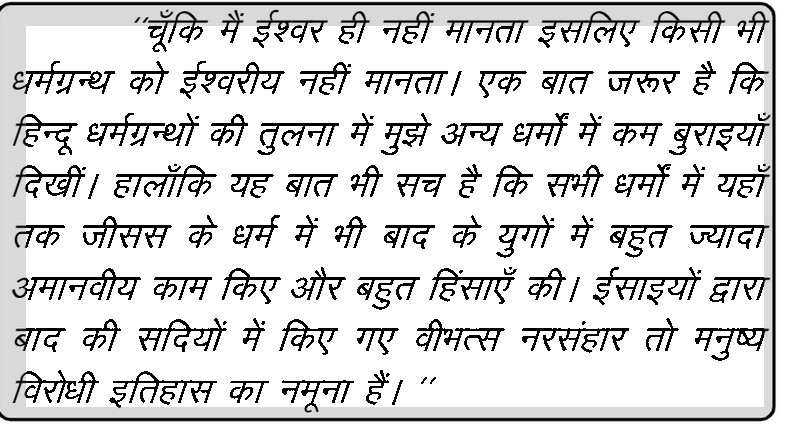 “चूँकि मैं ईश्वर ही नहीं मानता इसलिए किसी भी
धर्मग्रन्थ को ईश्वरीय नहीं मानता। एक बात जरूर है कि
हिन्दू धर्मग्रन्थों की तुलना में मुझे अन्य धर्मों में कम बुराइयाँ
दिखीं। हालाँकि यह बात भी सच है कि सभी धर्मों में यहाँ
तक जीसस के धर्म में भी बाद के युगों में बहुत ज्यादा
अमानवीय काम किए और बहुत हिंसाएँ की। ईसाइयों द्वारा
बाद की सदियों में किए गए वीभत्स नरसंहार तो मनुष्य
विरोधी इतिहास का नमूना हैं। “